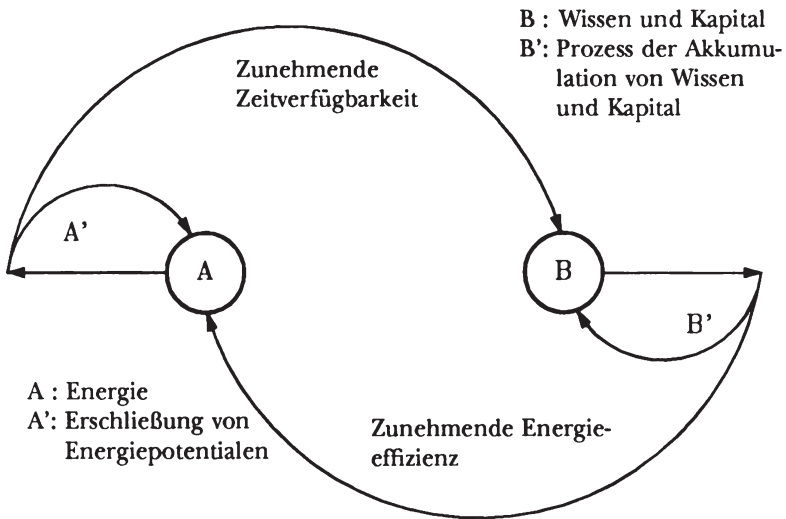 B : Wissen und Kapital
B': Prozess der Akkumu-
lation von Wissen
und Kapital
Zunehmende
Zeitverfügbarkeit
A'
A
B
B'
A : Energie
A': Erschließung von
Energiepotentialen
Zunehmende Energie-
effizienz